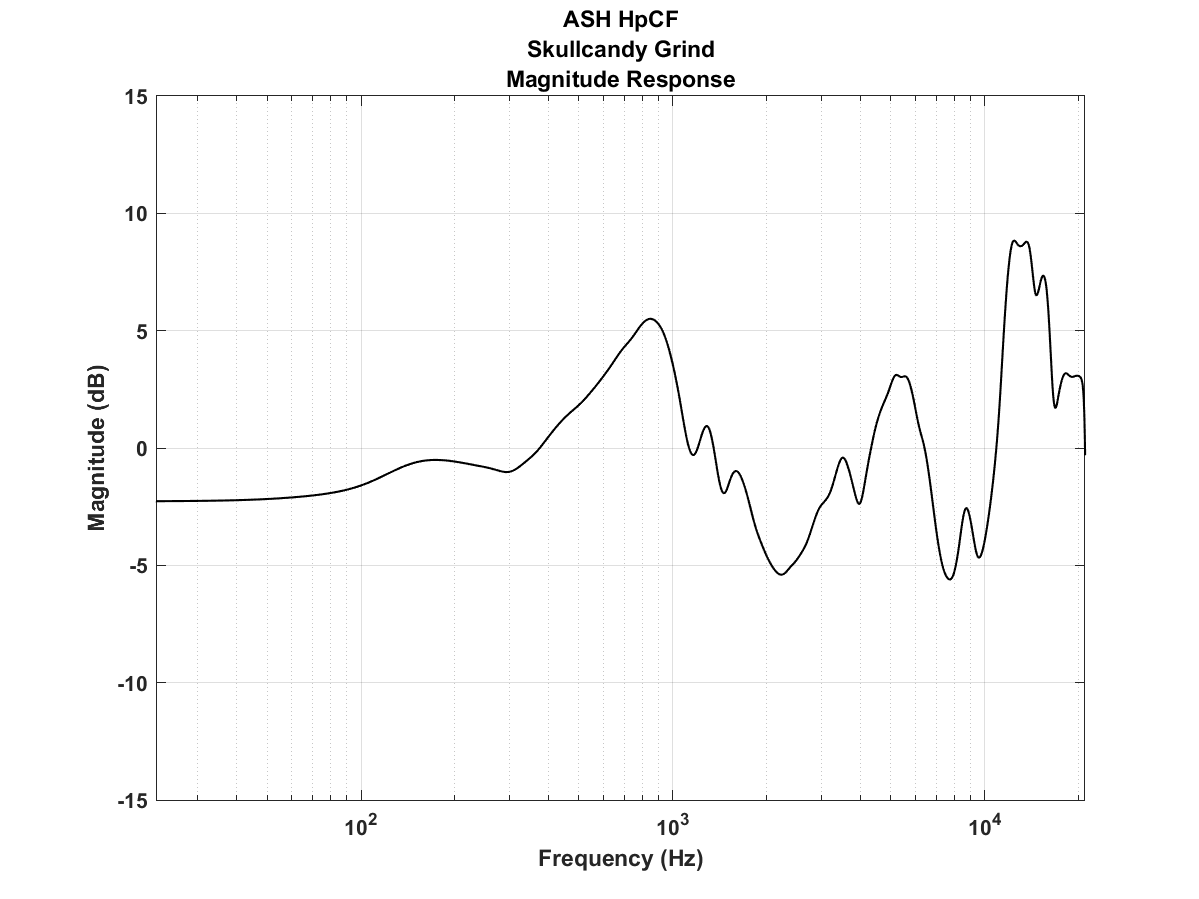 ASH HpCF
Skullcandy Grind
Magnitude Response
15
10
5
0
-5
-10
-15
Magnitude (dB)
10^2
10^3
10^4
Frequency (Hz)